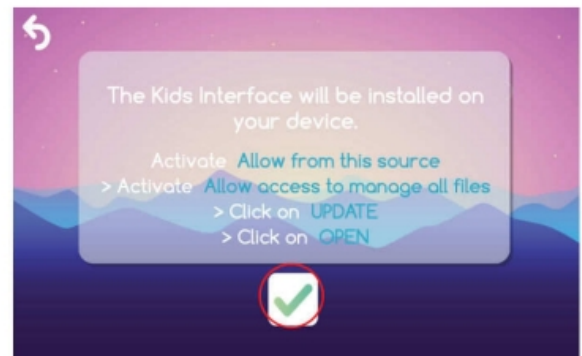 The Kids Interface will be installed on
your device.
Activate Allow from this source
> Activate Allow access to manage all files
> Click on UPDATE
> Click on OPEN